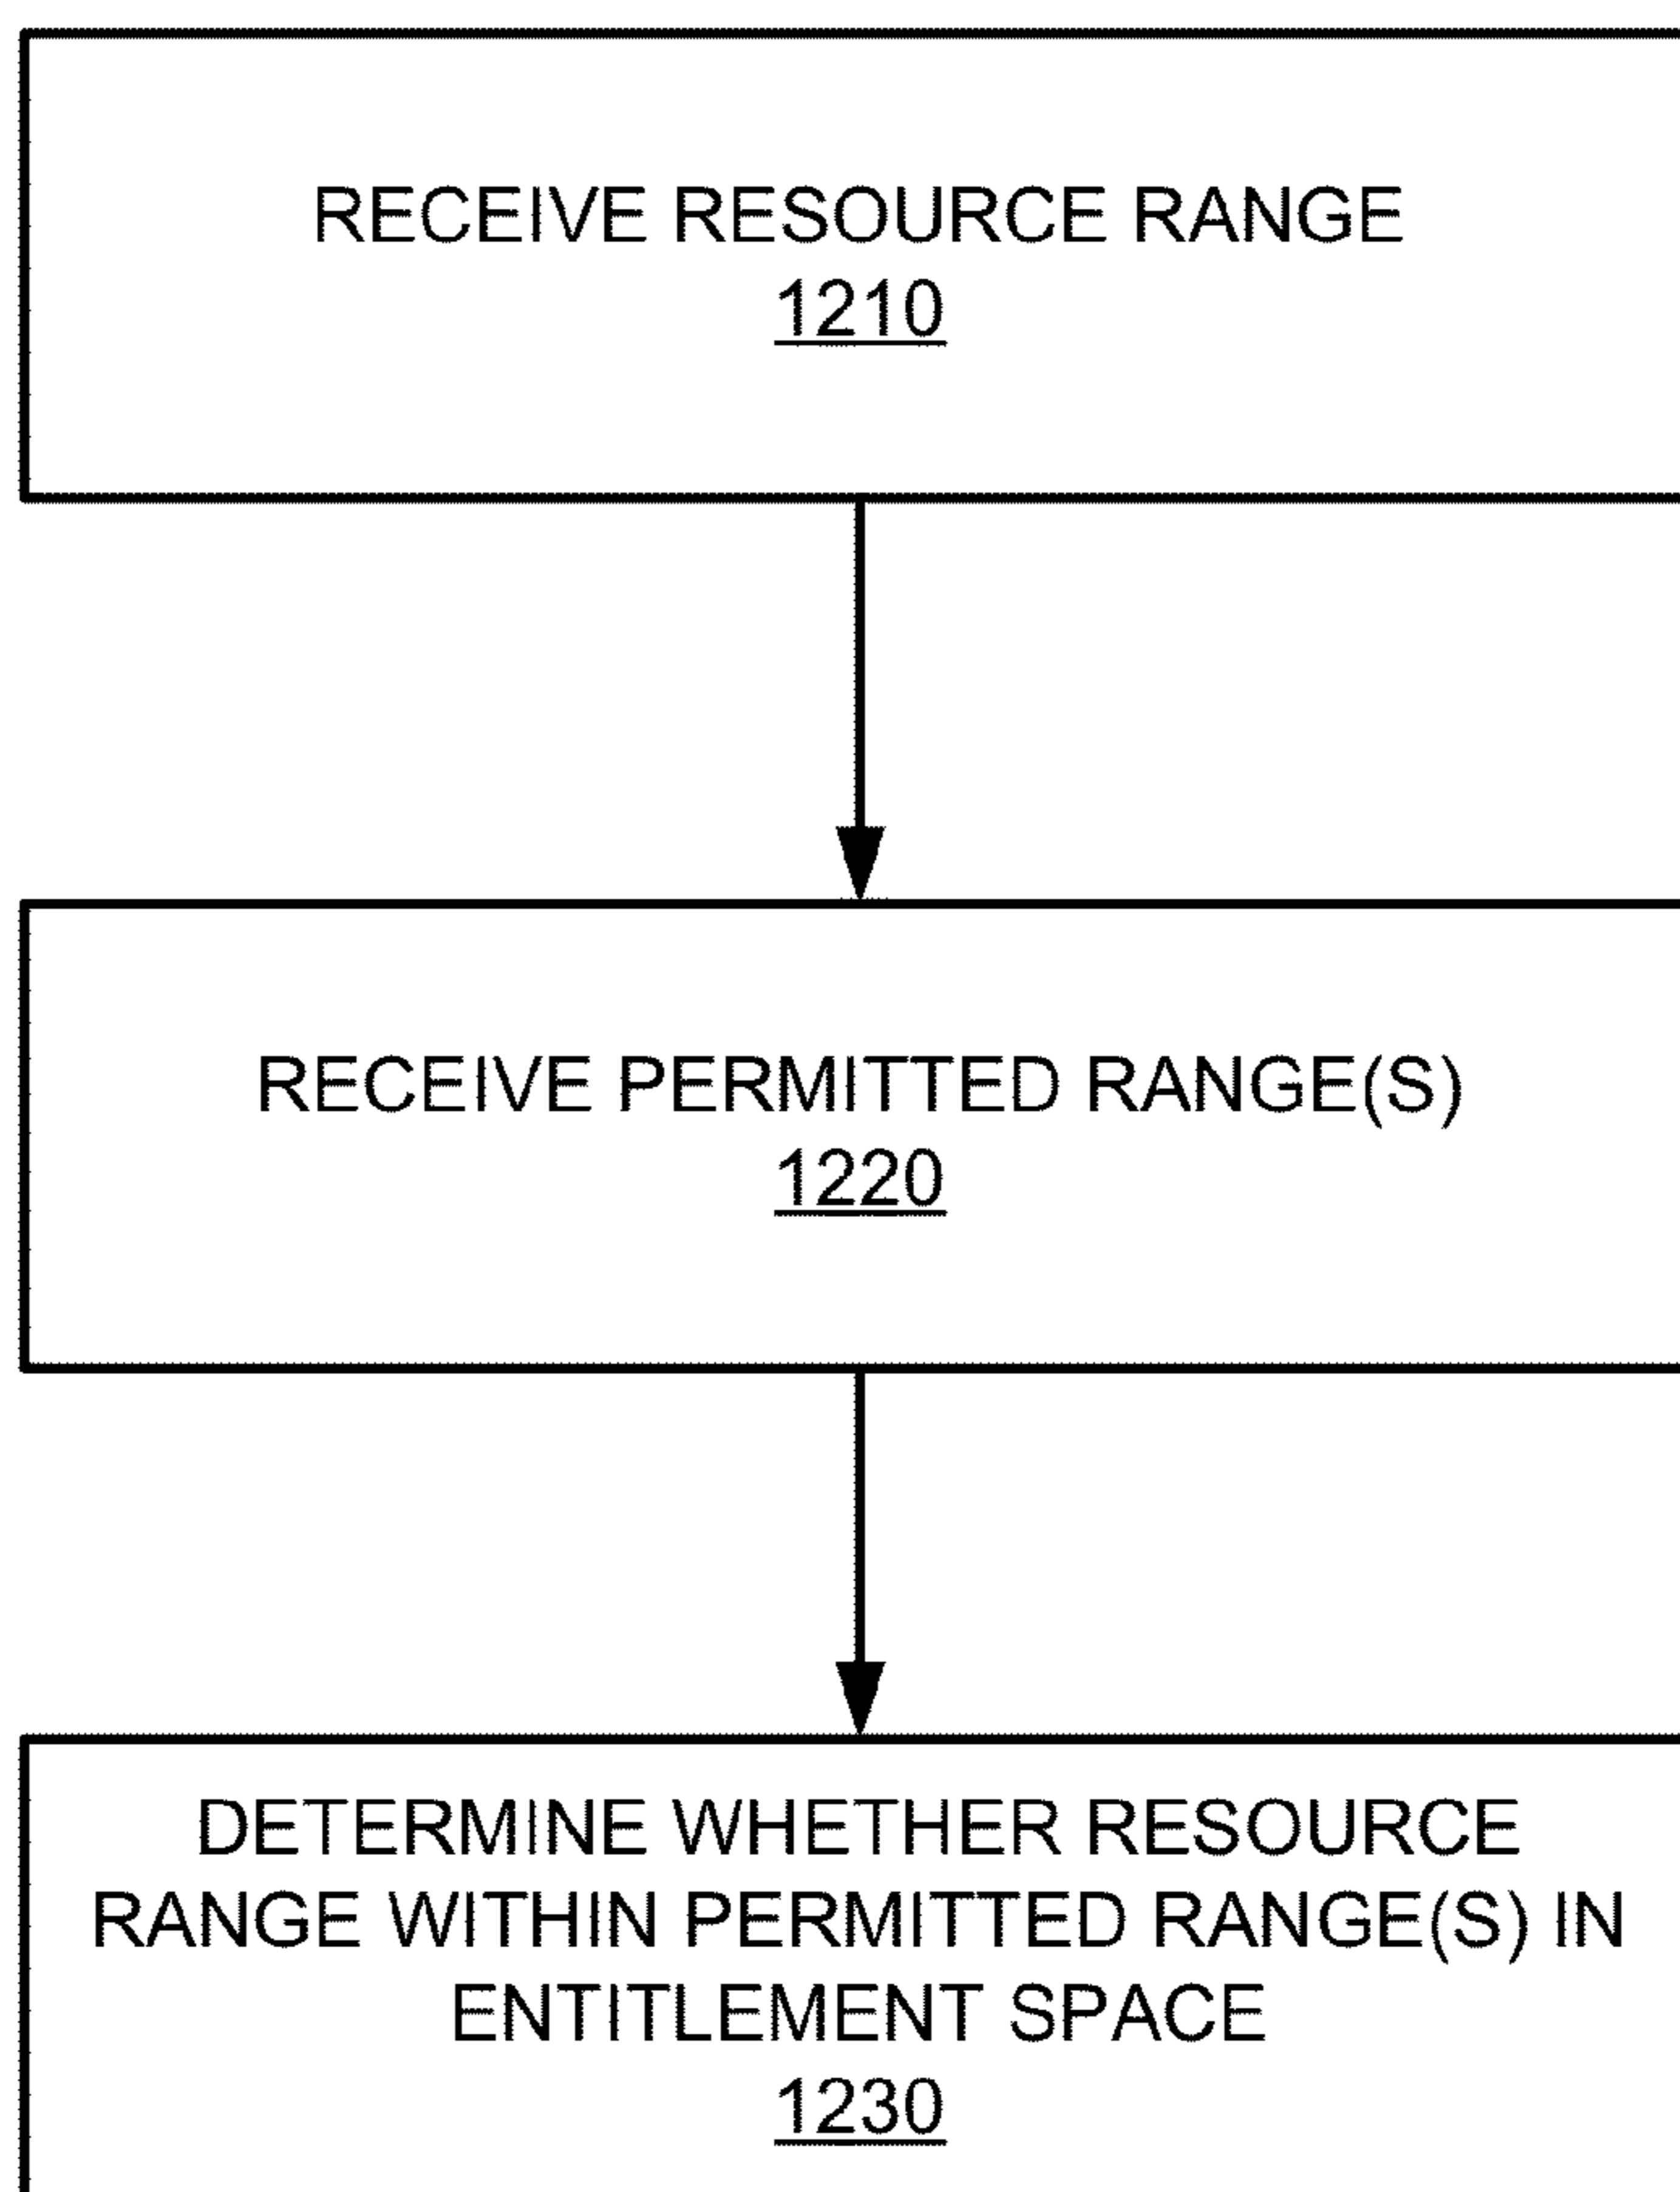 RECEIVE RESOURCE RANGE
1210
RECEIVE PERMITTED RANGE(S)
1220
DETERMINE WHETHER RESOURCE
RANGE WITHIN PERMITTED RANGE(S) IN
ENTITLEMENT SPACE
1230